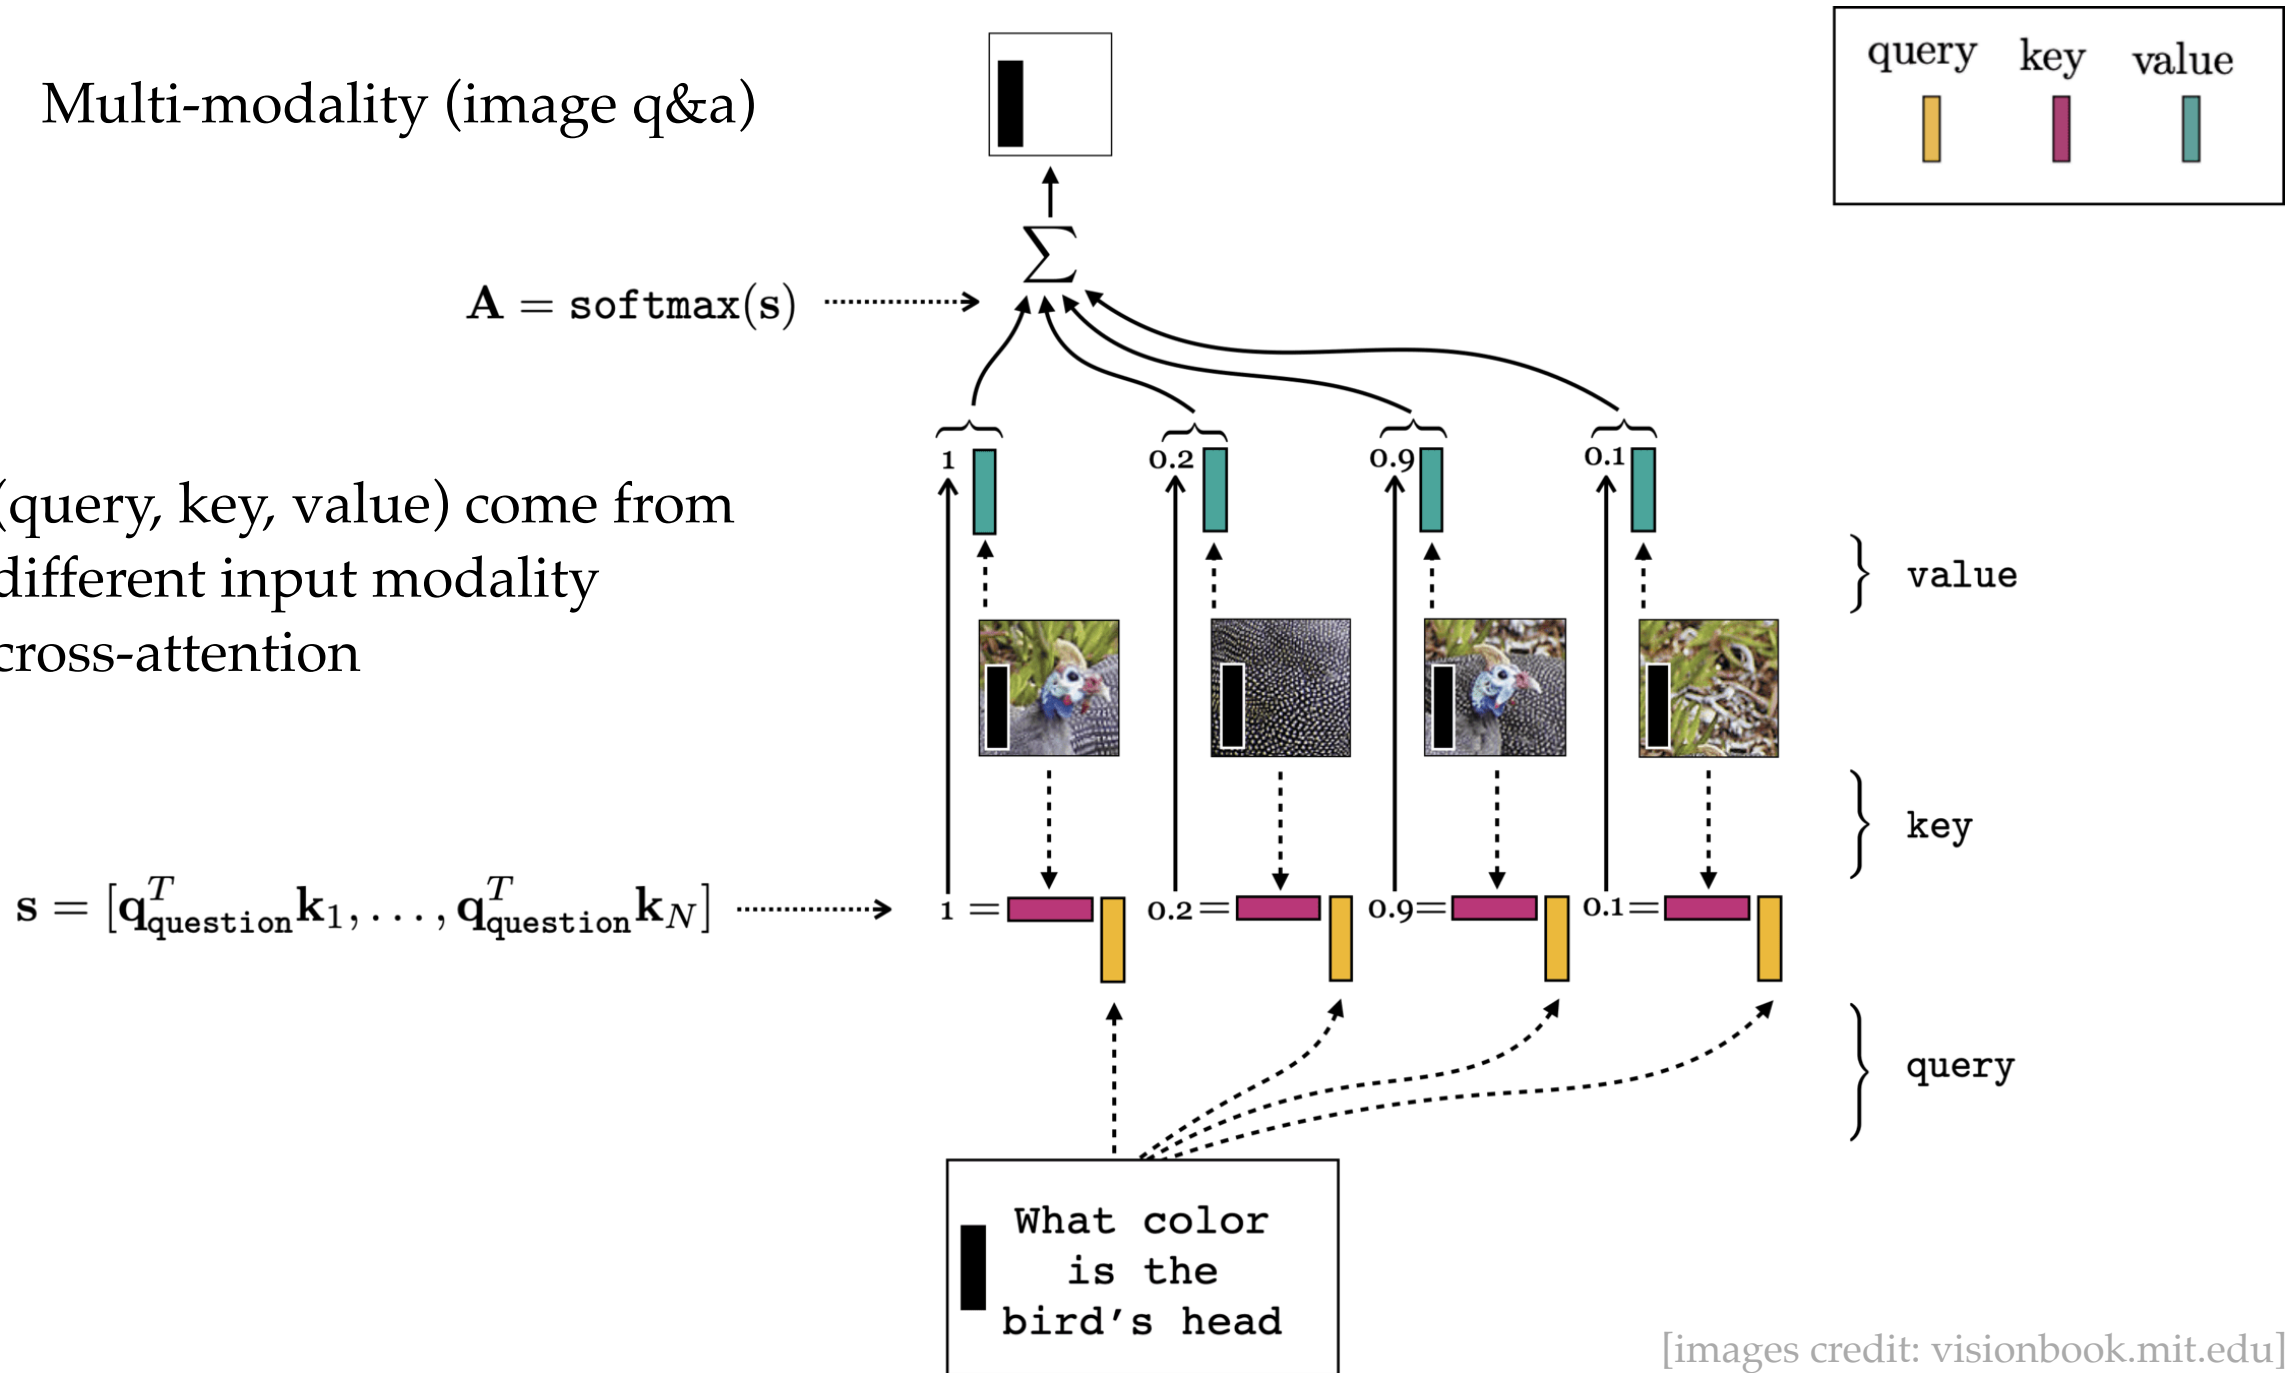 Multi-modality (image q&a)
query key value
∑
A = softmax(s)
1 0.2 0.9 0.1
(query, key, value) come from
different input modality
cross-attention
value
key
s = [q^T_question k_1, . . . , q^T_question k_N]
1 = 0.2= 0.9= 0.1=
query
What color
is the
bird's head
[images credit: visionbook.mit.edu]